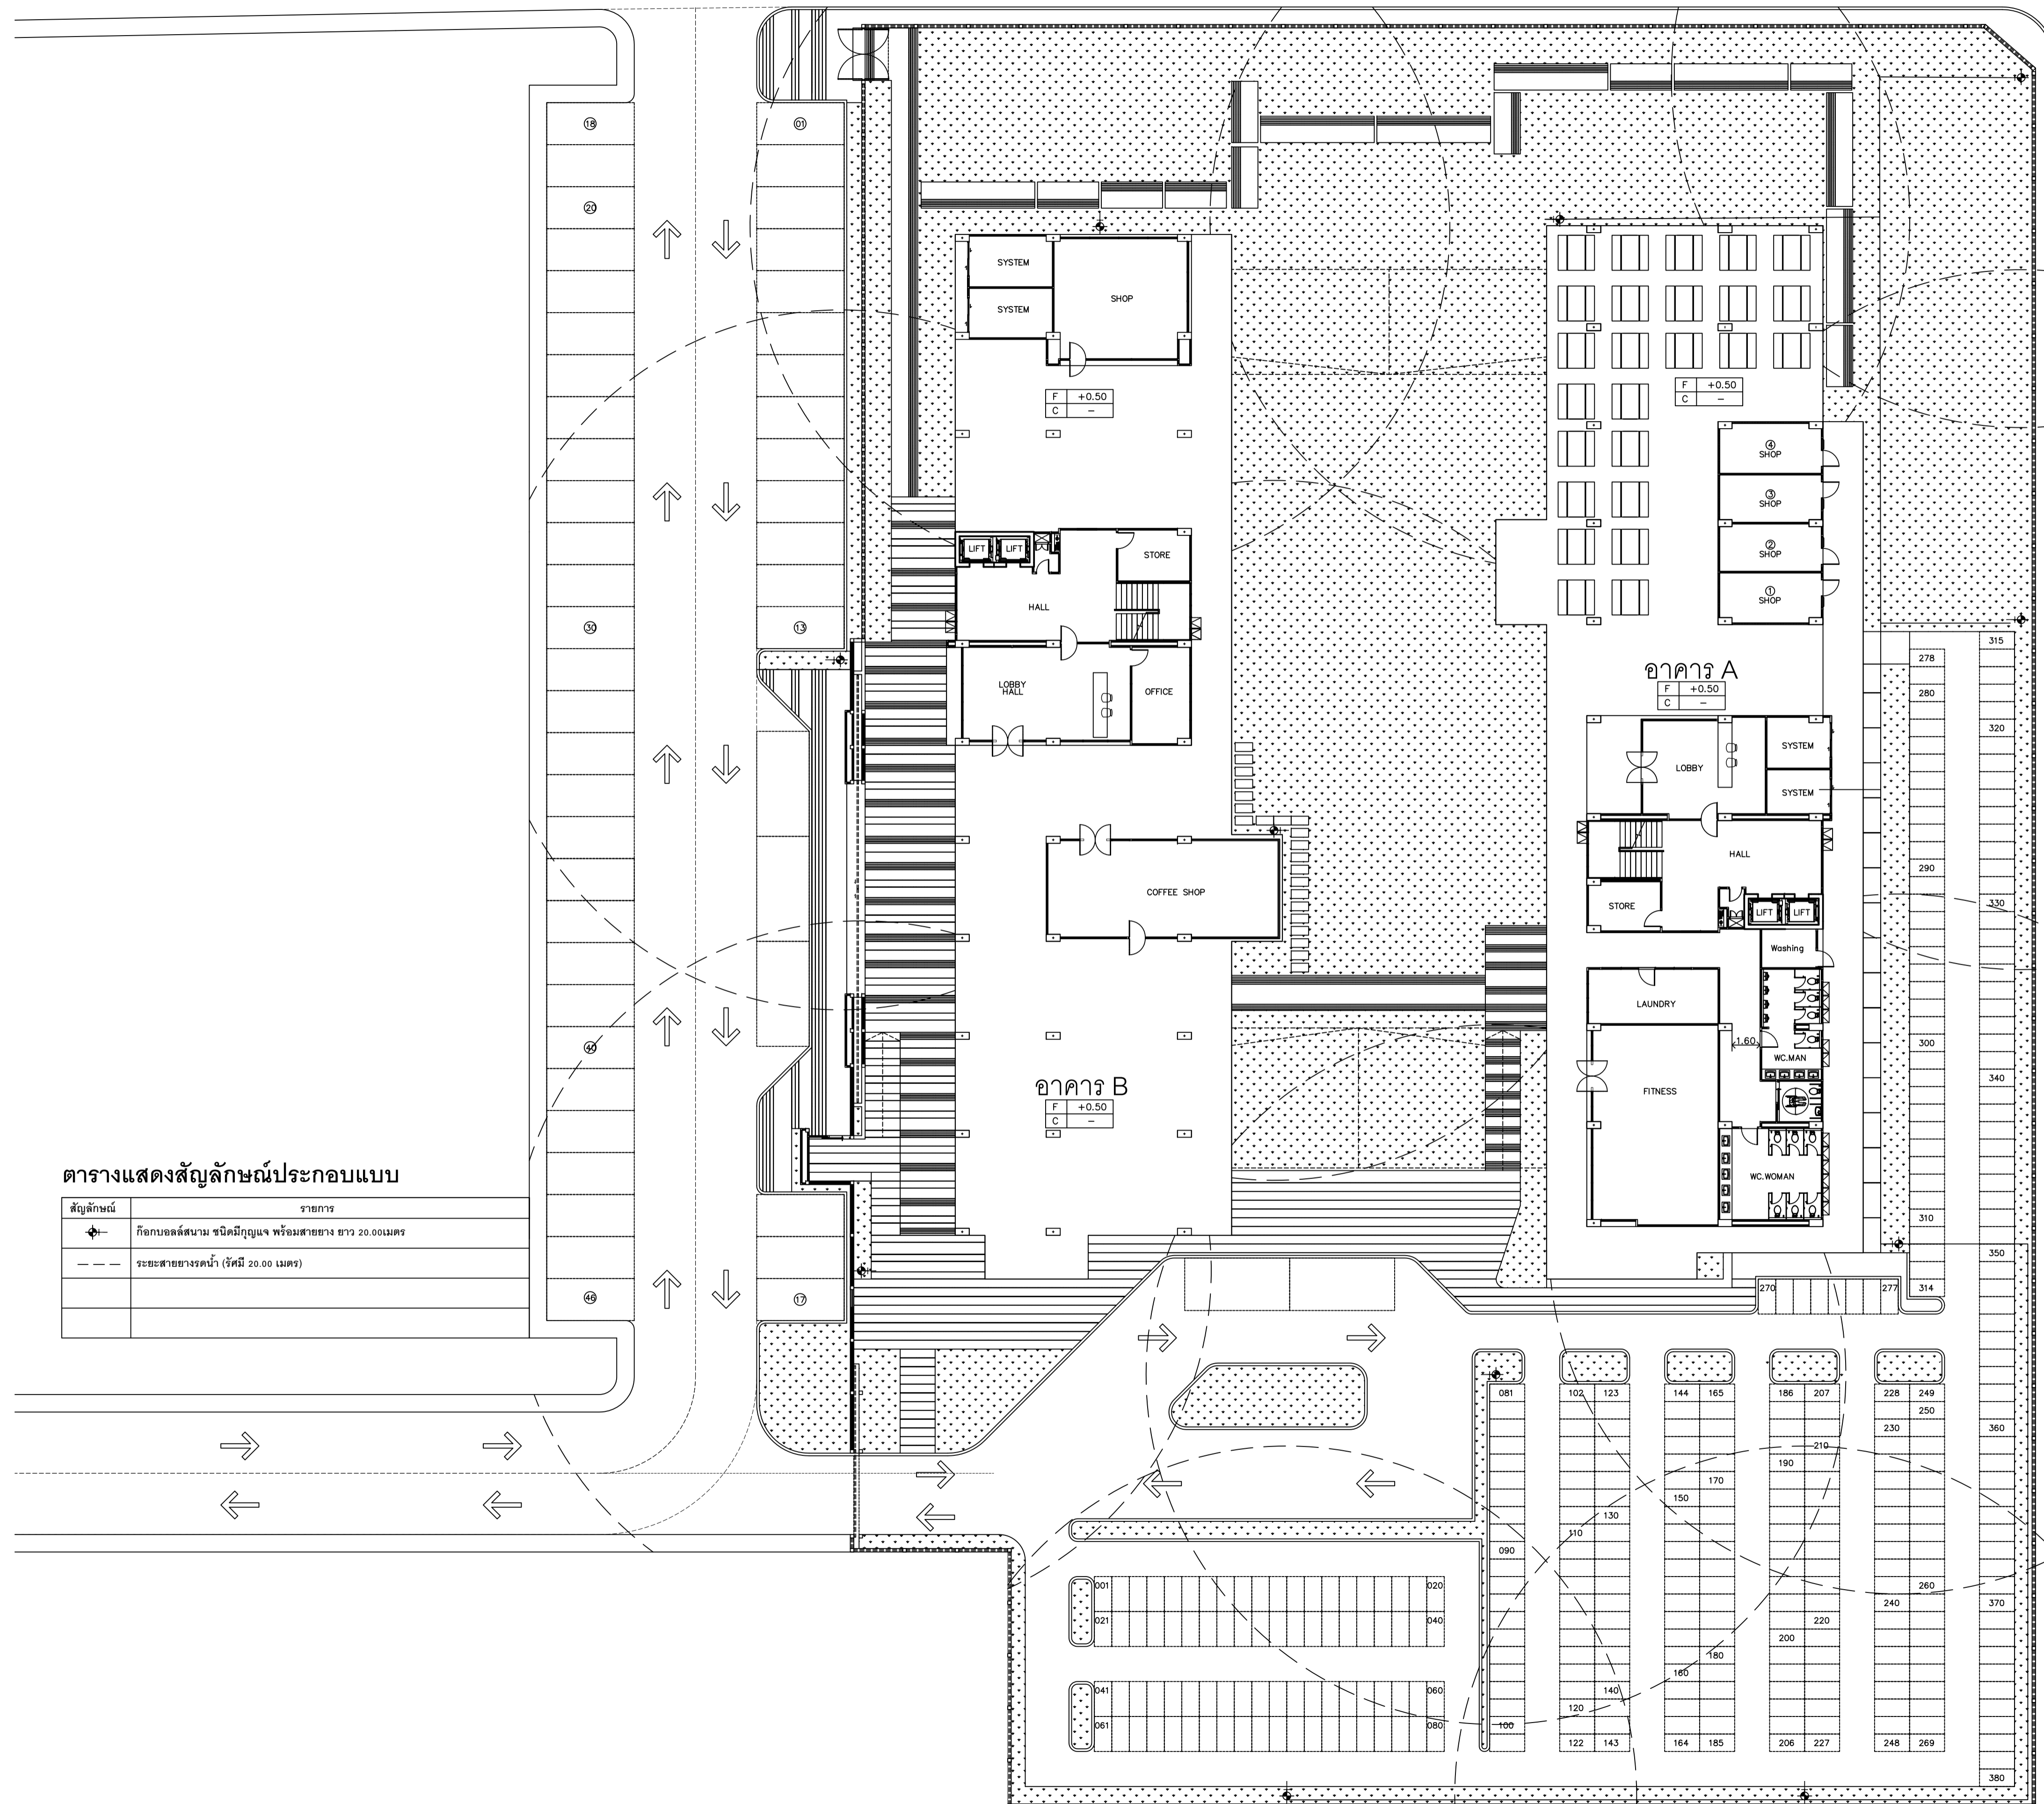 18
01
20
SYSTEM
SHOP
SYSTEM
F +0.50
C –
F +0.50
C –
④
SHOP
③
SHOP
②
SHOP
①
SHOP
LIFT LIFT
STORE
HALL
30
13
LOBBY
HALL
OFFICE
อาคาร A
F +0.50
C –
315
278
280
320
SYSTEM
LOBBY
SYSTEM
HALL
290
COFFEE SHOP
STORE
LIFT LIFT
330
Washing
LAUNDRY
40
1.60
WC.MAN
300
340
FITNESS
อาคาร B
F +0.50
C –
WC.WOMAN
310
350
ตารางแสดงสัญลักษณ์ประกอบแบบ
สัญลักษณ์ รายการ
ก๊อกบอลล์สนาม ชนิดมีกุญแจ พร้อมสายยาง ยาว 20.00เมตร
ระยะสายยางรดน้ำ (รัศมี 20.00 เมตร)
46
17
270
277
314
081
102 123
144 165
186 207
228 249
250
230
360
210
190
170
150
130
110
090
001
020
260
240
370
021
040
220
200
180
160
041
060
140
120
061
080
100
122 143
164 185
206 227
248 269
380